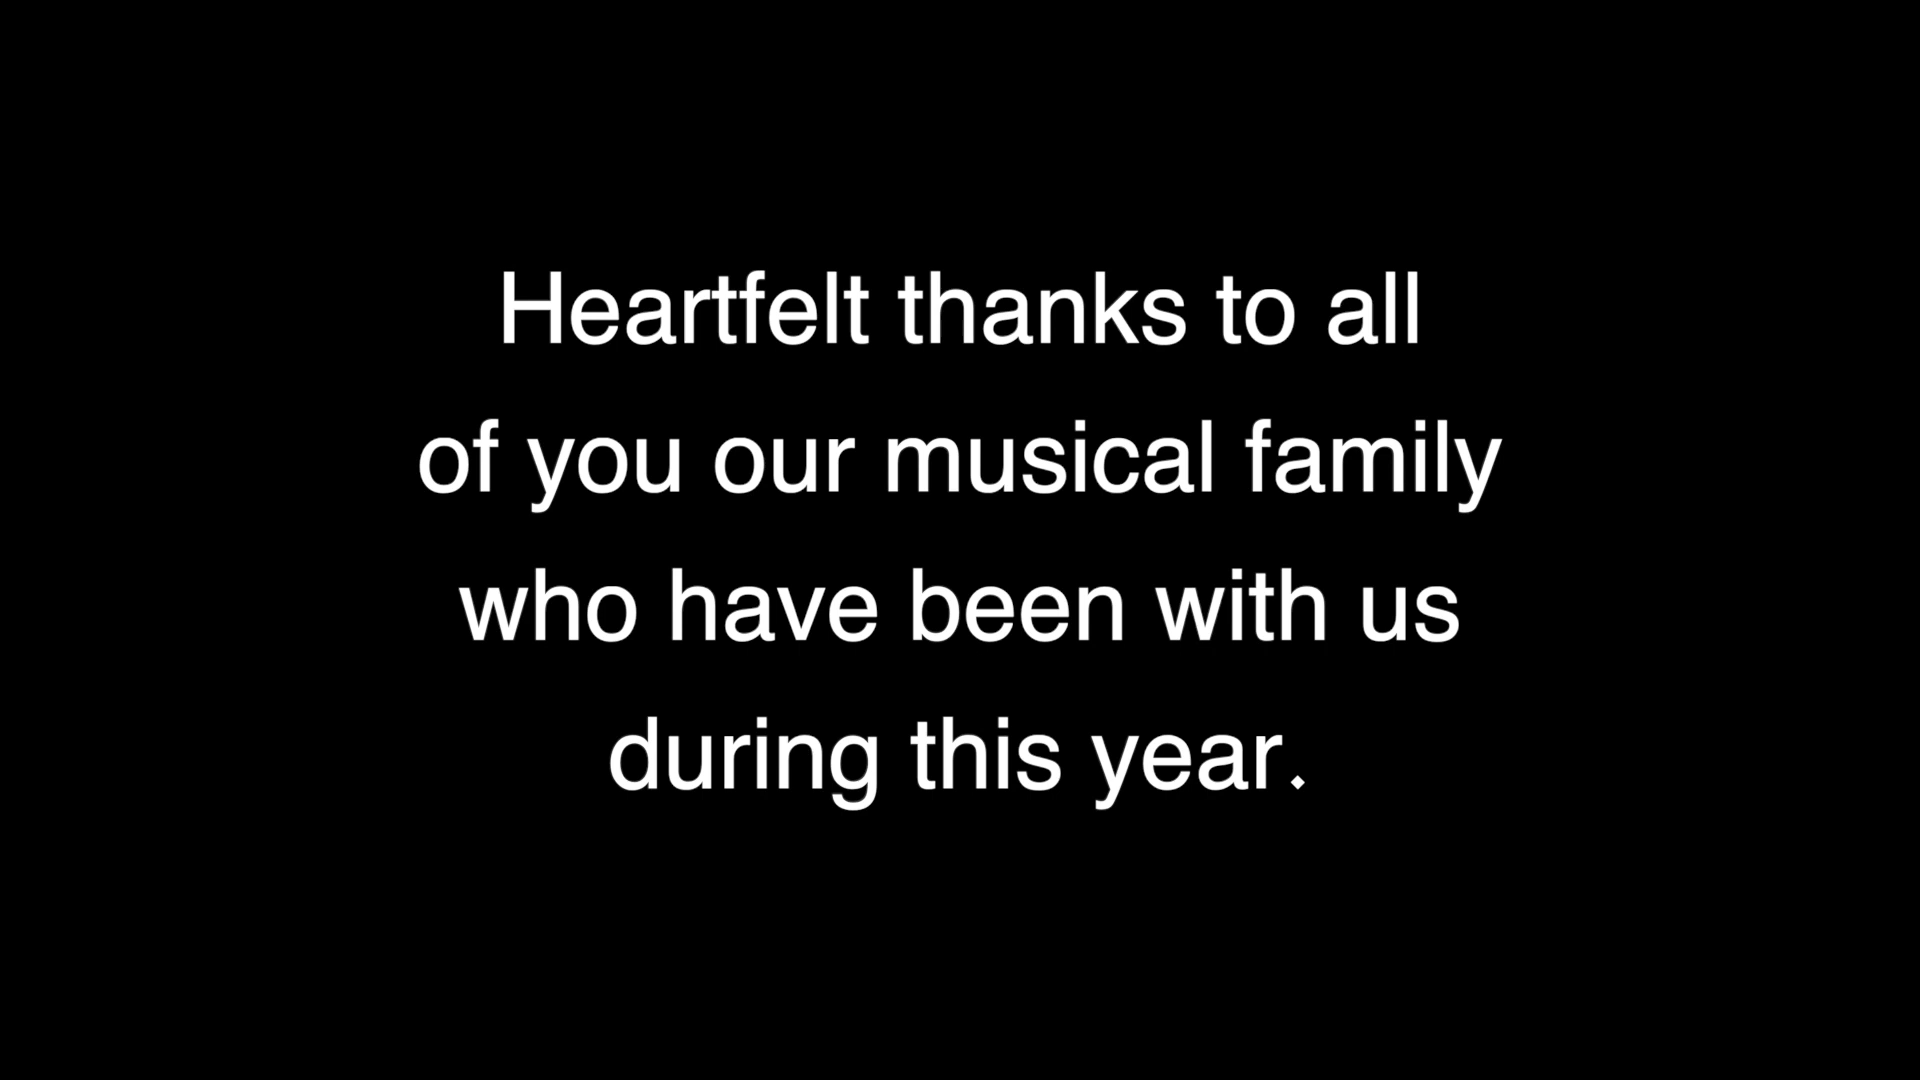 Heartfelt thanks to all
of you our musical family
who have been with us
during this year.